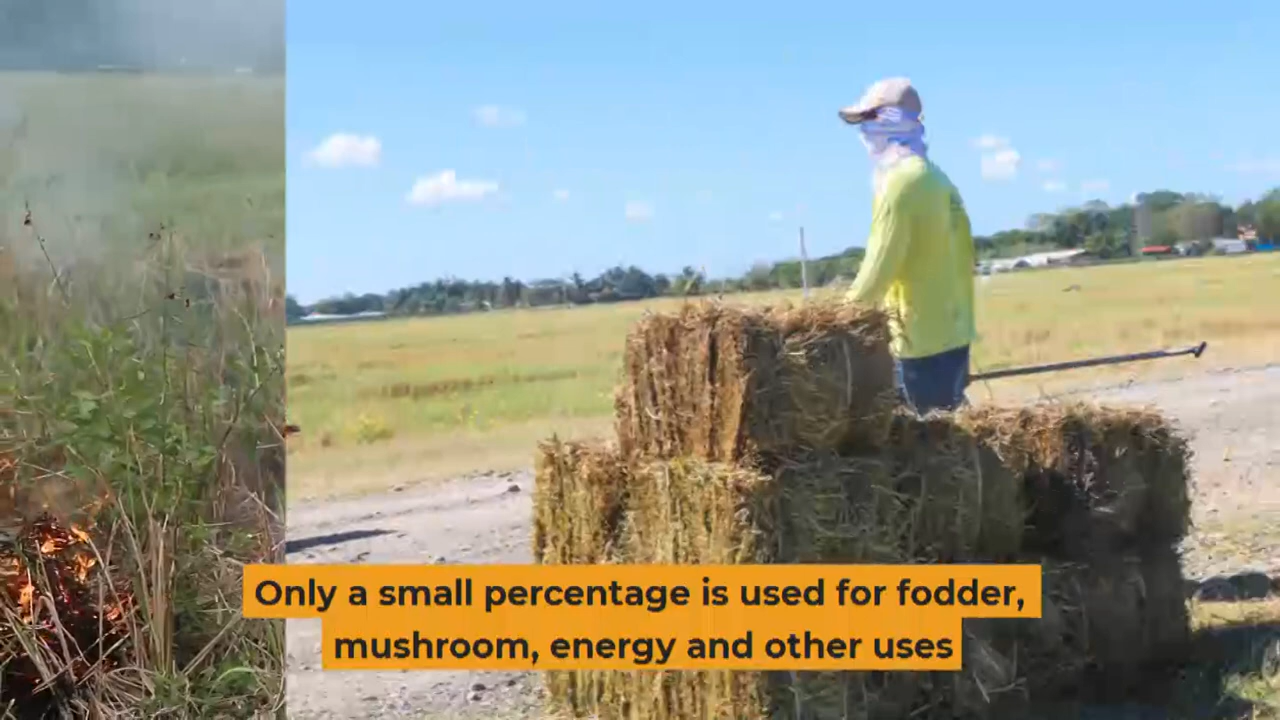 Only a small percentage is used for fodder,
mushroom, energy and other uses